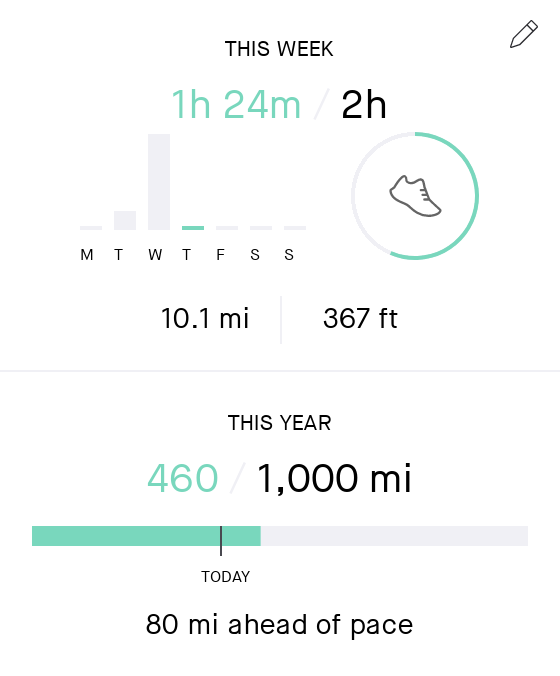 THIS WEEK
1h 24m / 2h
M T W T F S S
10.1 mi | 367 ft
THIS YEAR
460 / 1,000 mi
TODAY
80 mi ahead of pace